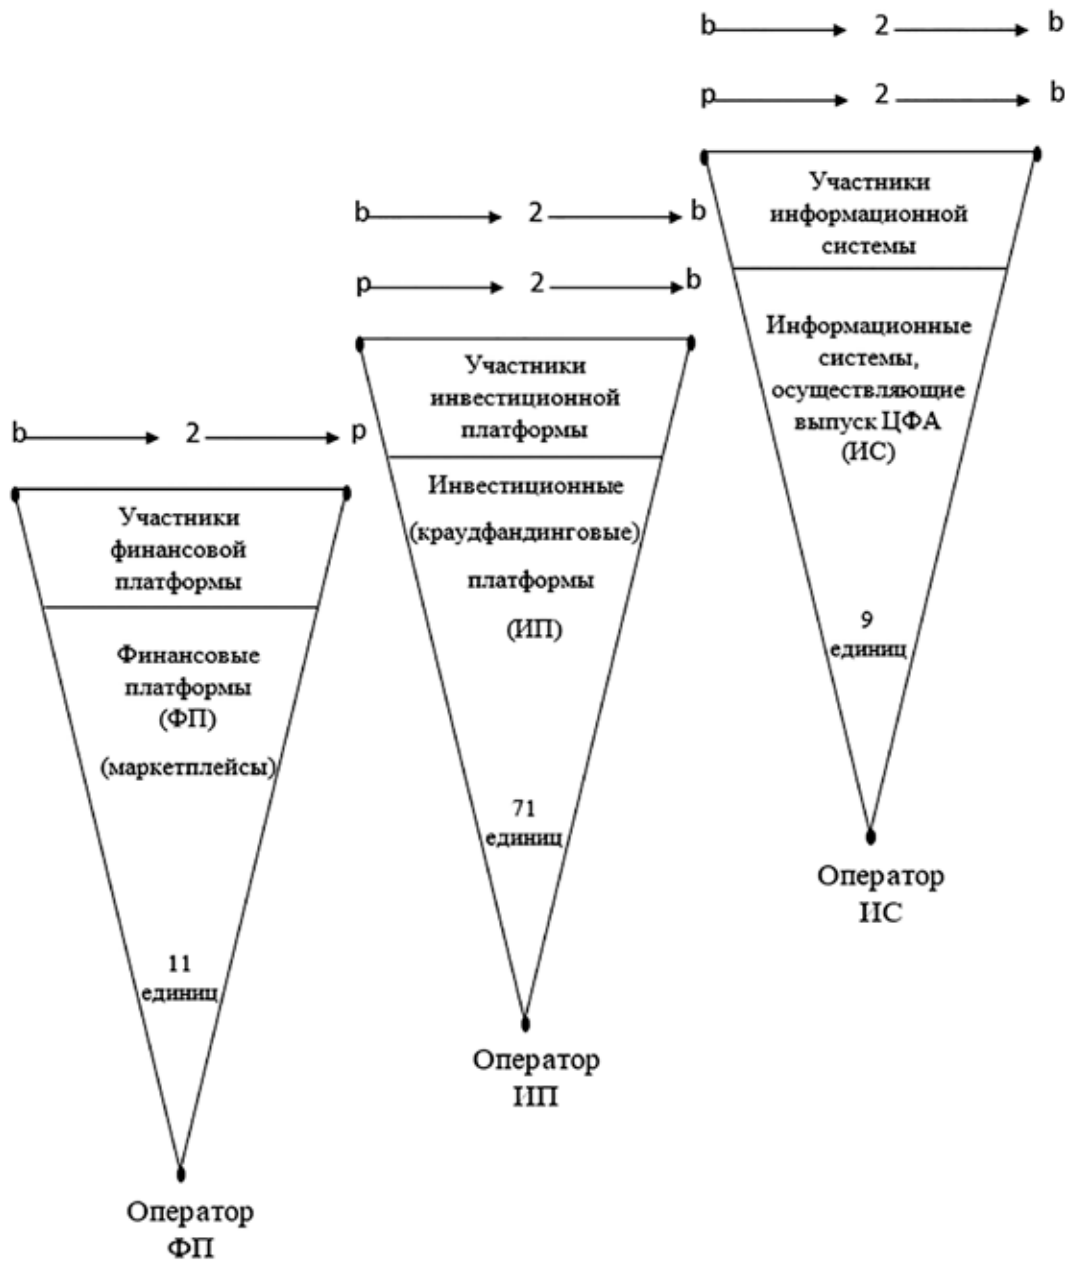 b 2 p
Участники
финансовой
платформы
Финансовые
платформы
(ФП)
(маркетплейсы)
11
единиц
Оператор
ФП
b 2 b
p 2 b
Участники
инвестиционной
платформы
Инвестиционные
(краудфандинговые)
платформы
(ИП)
71
единиц
Оператор
ИП
b 2 b
p 2 b
Участники
информационной
системы
Информационные
системы,
осуществляющие
выпуск ЦФА
(ИС)
9
единиц
Оператор
ИС